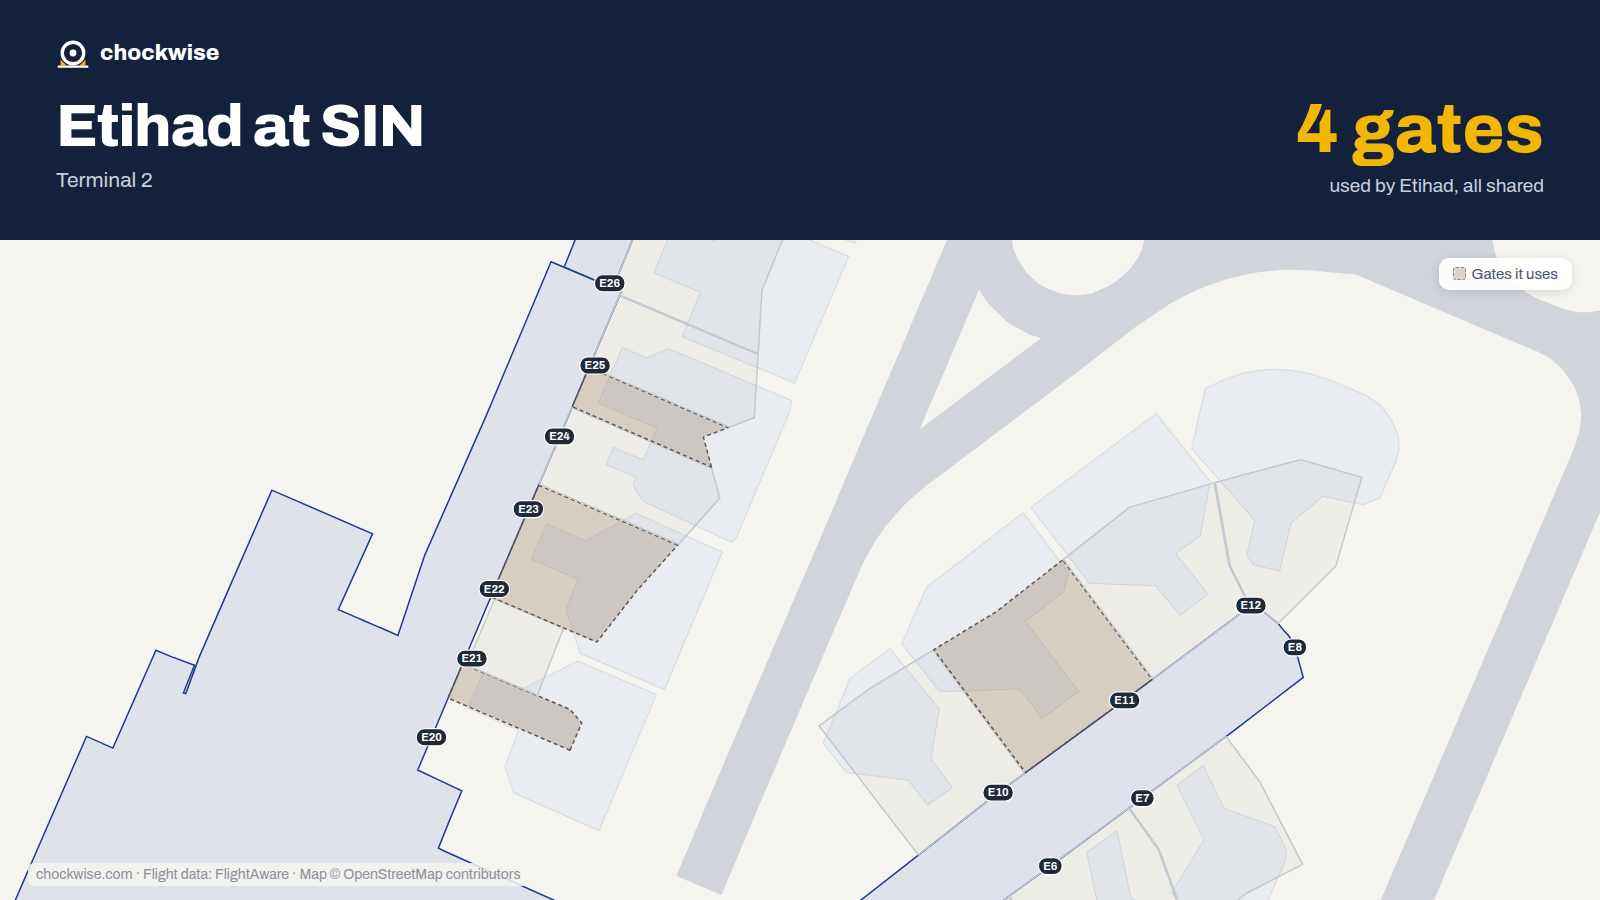 chockwise
Etihad at SIN
Terminal 2
4 gates
used by Etihad, all shared
Gates it uses
E26
E25
E24
E23
E22
E21
E20
E12
E8
E11
E10
E7
E6
chockwise.com · Flight data: FlightAware · Map © OpenStreetMap contributors